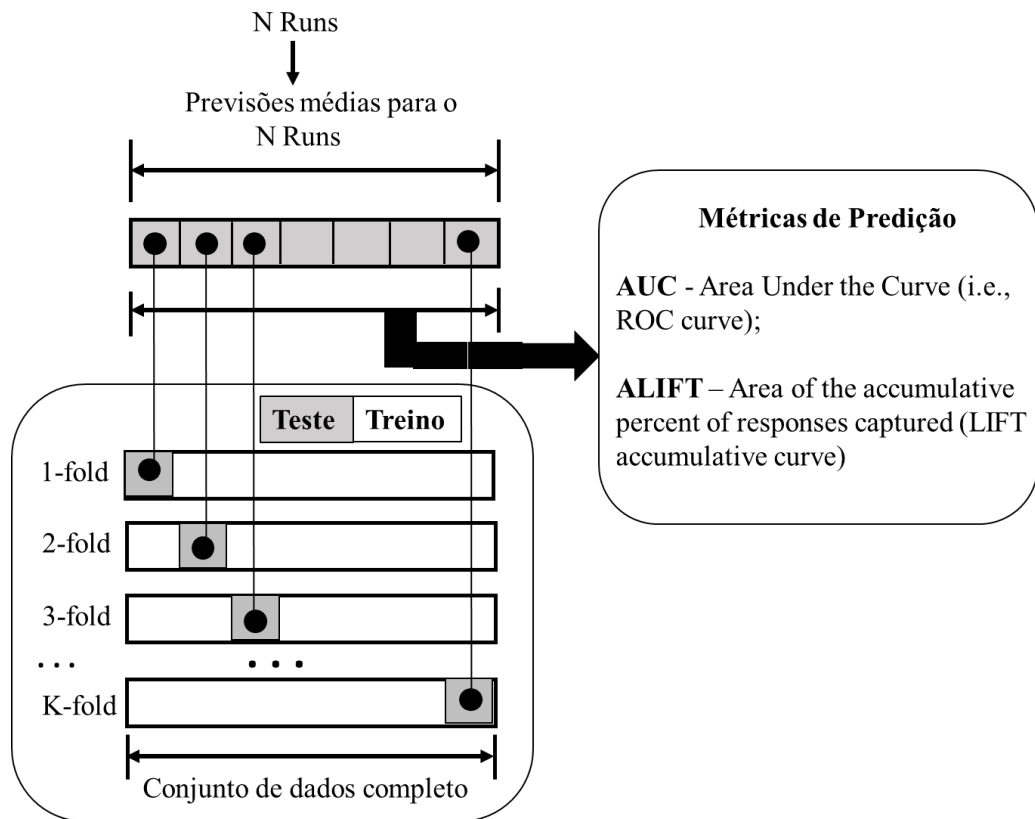 N Runs
Previsões médias para o
N Runs
Métricas de Predição
AUC - Area Under the Curve (i.e.,
ROC curve);
ALIFT – Area of the accumulative
percent of responses captured (LIFT
accumulative curve)
Teste Treino
1-fold
2-fold
3-fold
... ...
K-fold
Conjunto de dados completo